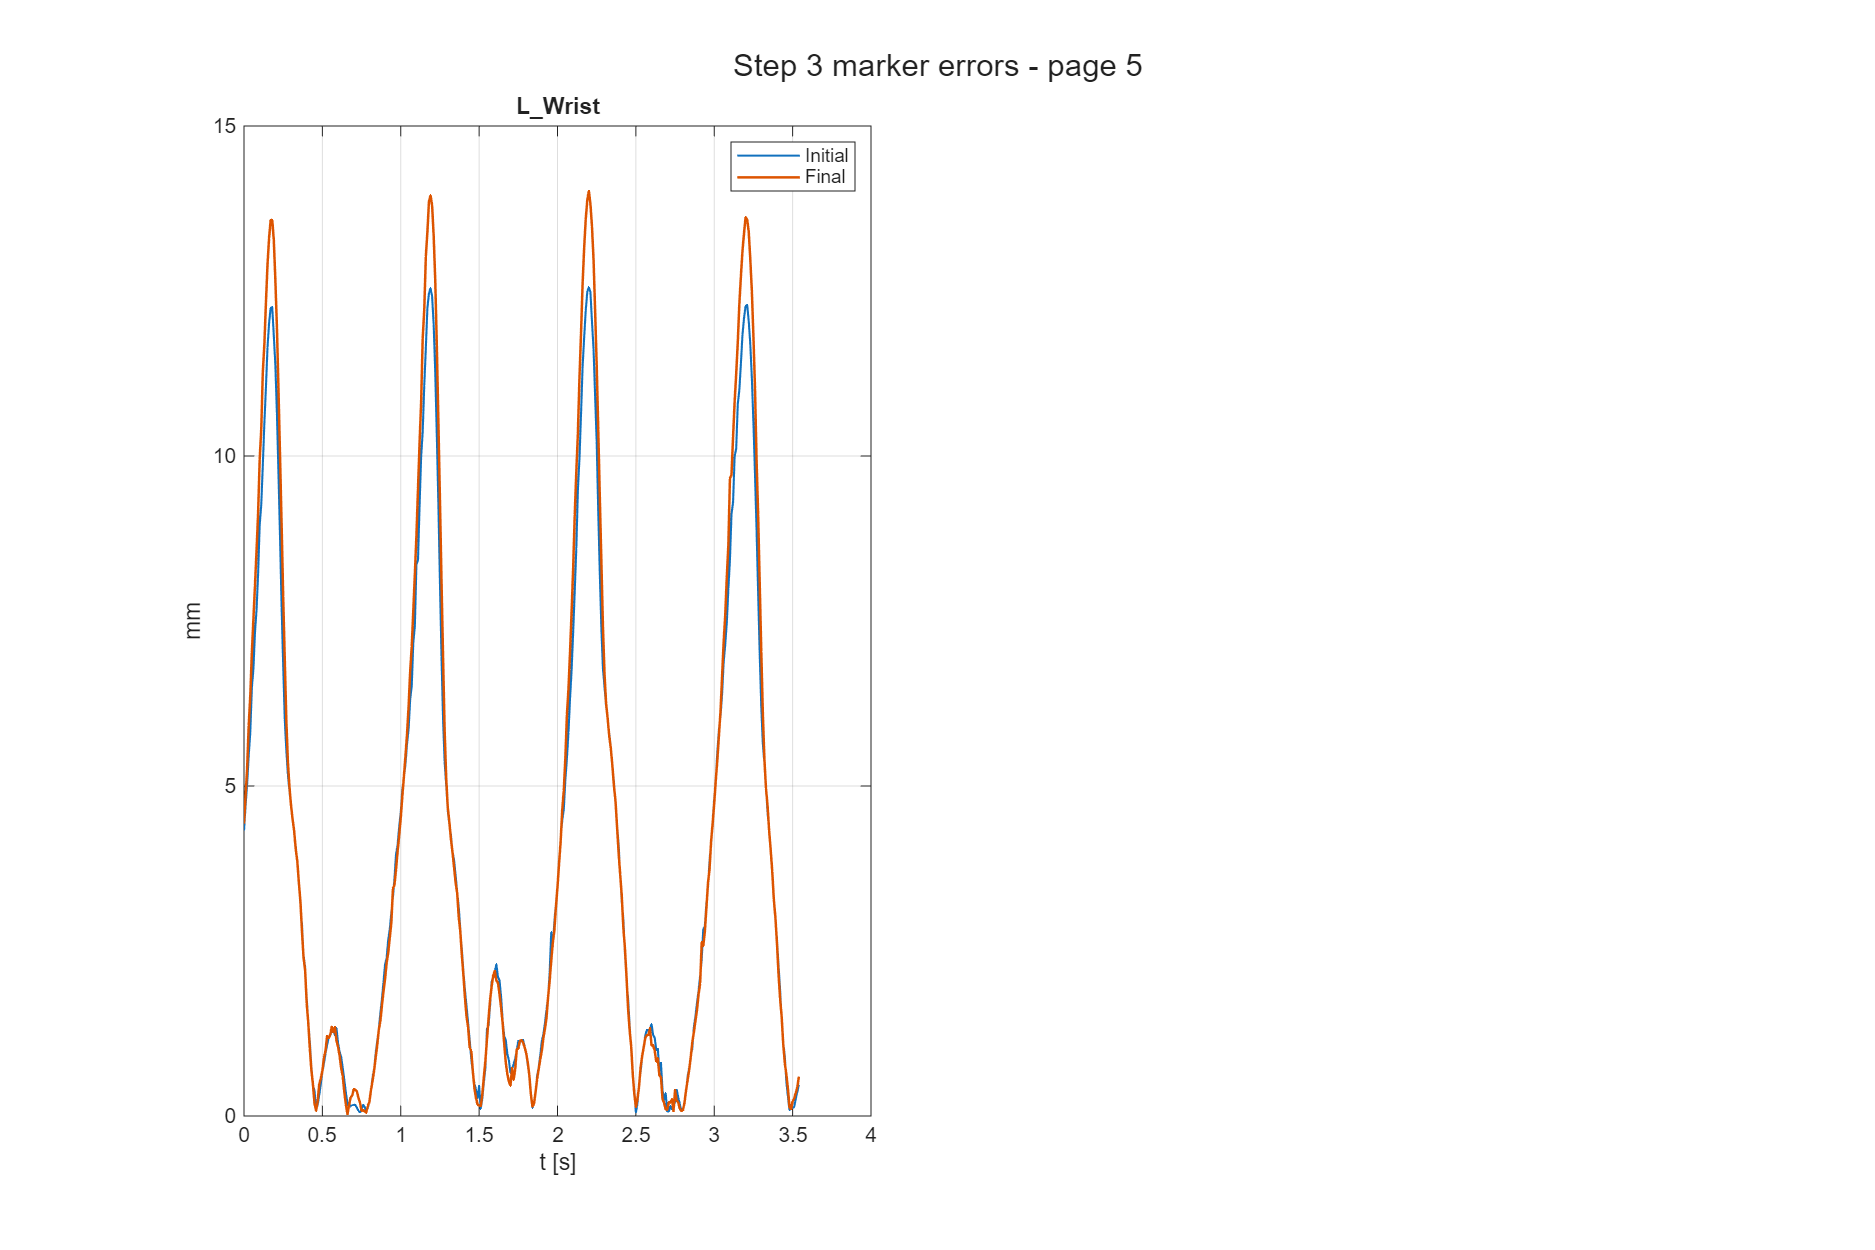 Step 3 marker errors - page 5
L_Wrist
Initial
Final
15
10
5
0
mm
0 0.5 1 1.5 2 2.5 3 3.5 4
t [s]